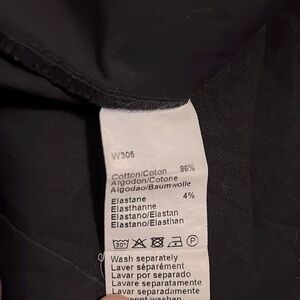 W305
Cotton/Coton 96%
Algodon/Cotone
Algodao/Baumwolle
Elastane 4%
Elasthanne
Elastano/Elastan
Elastano/Elasthan
30°
P
Wash separately
Laver séparément
Lavar por separado
Lavare separatamente
Lavar separadamente